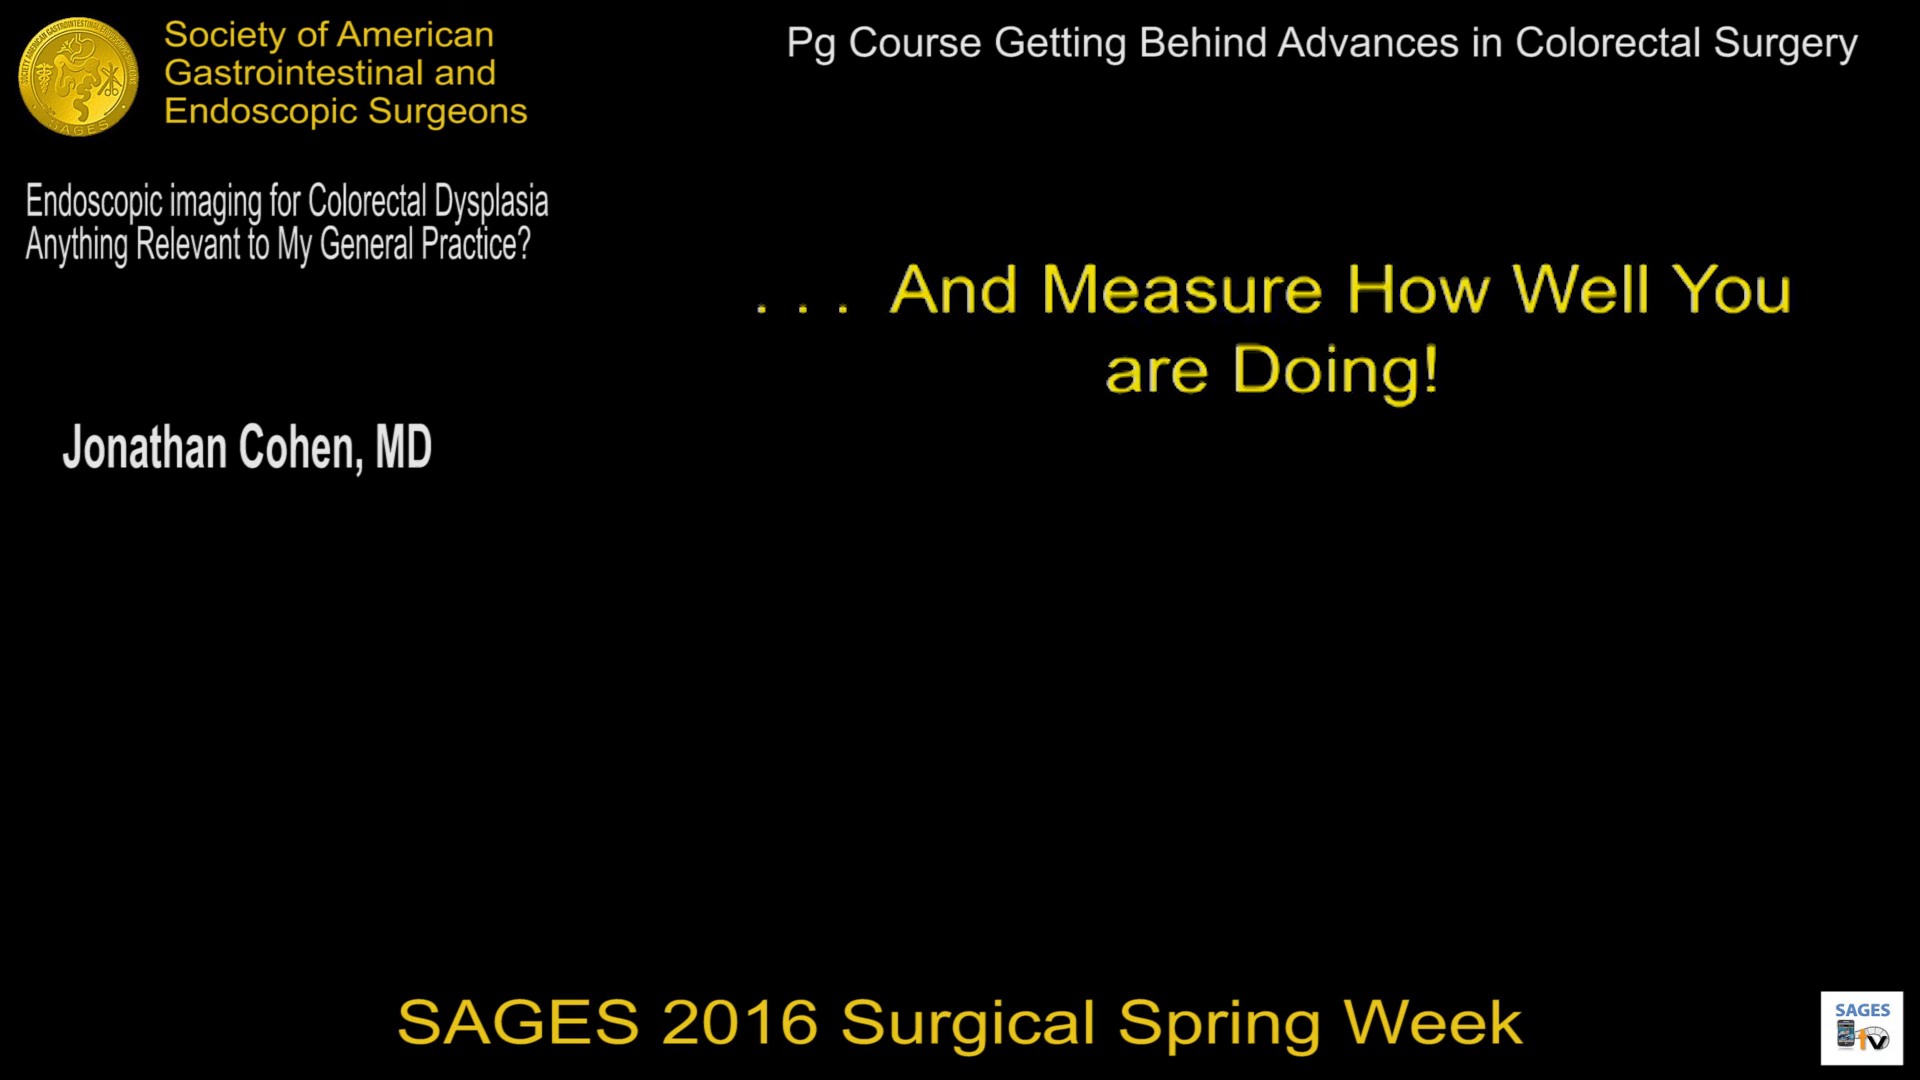 Society of American
Gastrointestinal and
Endoscopic Surgeons
Pg Course Getting Behind Advances in Colorectal Surgery
Endoscopic imaging for Colorectal Dysplasia
Anything Relevant to My General Practice?
. . . And Measure How Well You
are Doing!
Jonathan Cohen, MD
SAGES 2016 Surgical Spring Week
SAGES
tv
SAGES